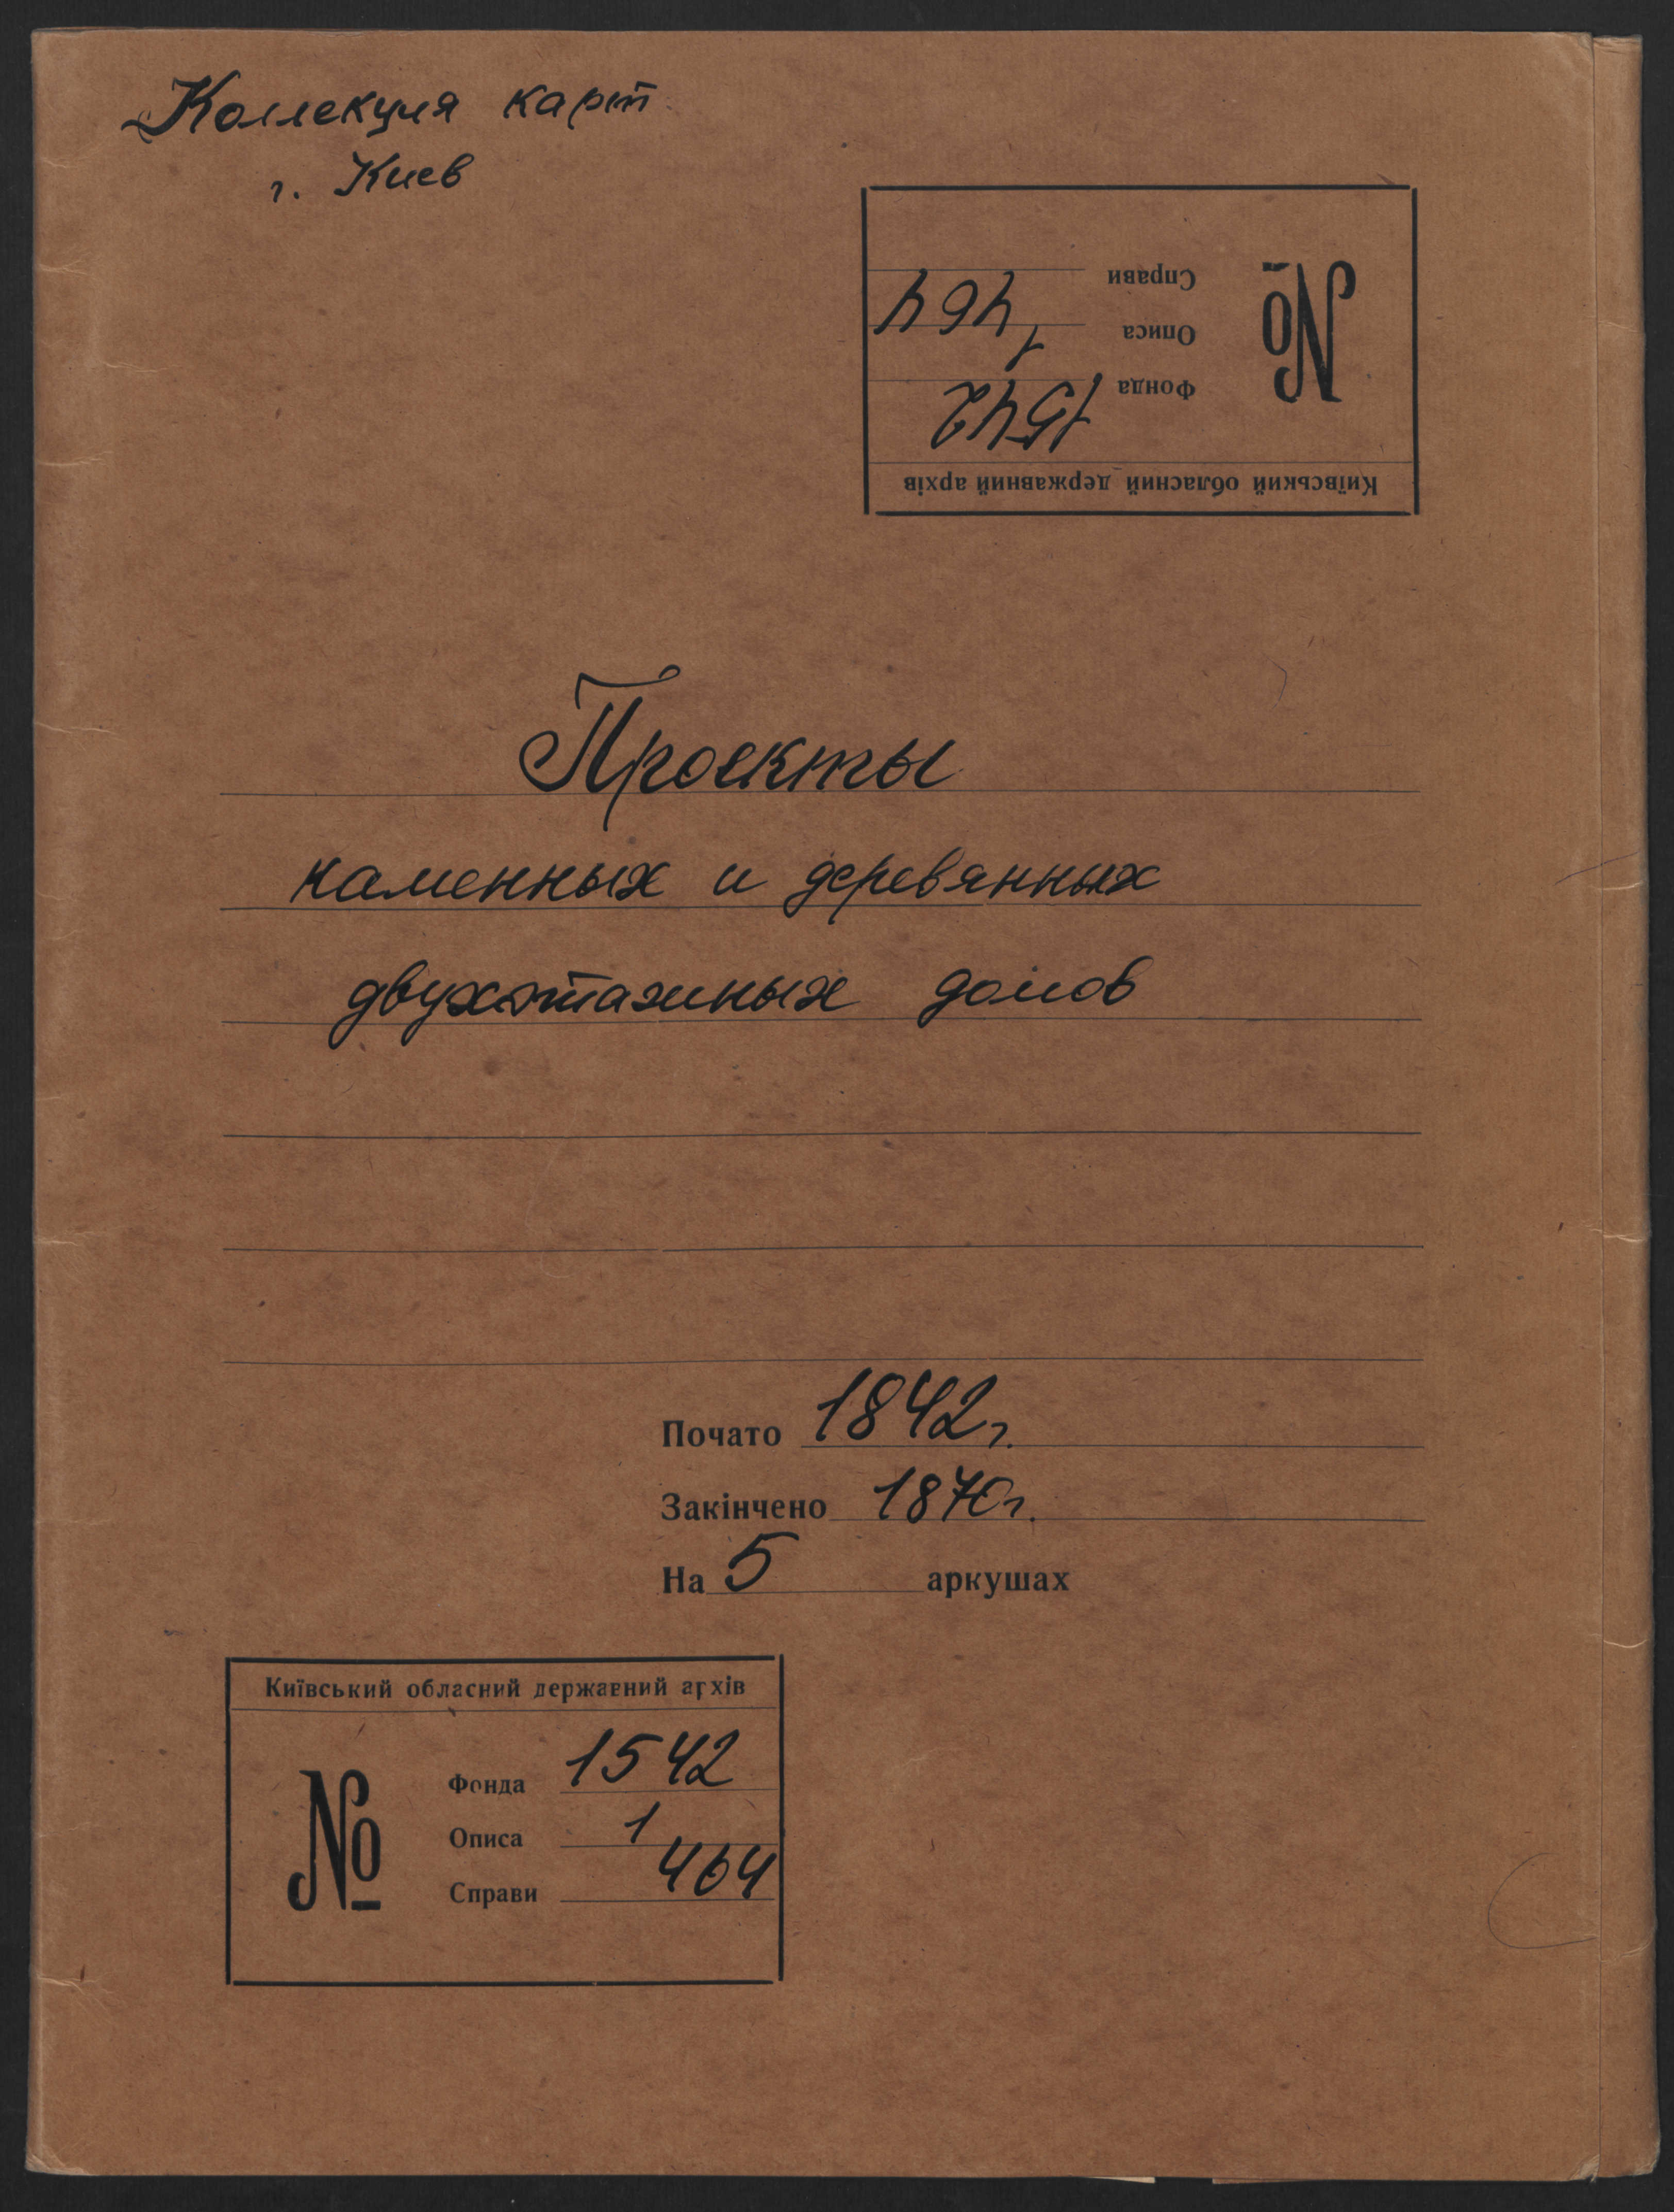 Коллекция карт
г. Киев
Київський обласний державний архів
№
Фонда 1542
Описа 1
Справи 464
Проекты
каменных и деревянных
двухэтажных домов
Почато 1842 г.
Закінчено 1870 г.
На 5 аркушах
Київський обласний державний архів
№
Фонда 1542
Описа 1
Справи 464